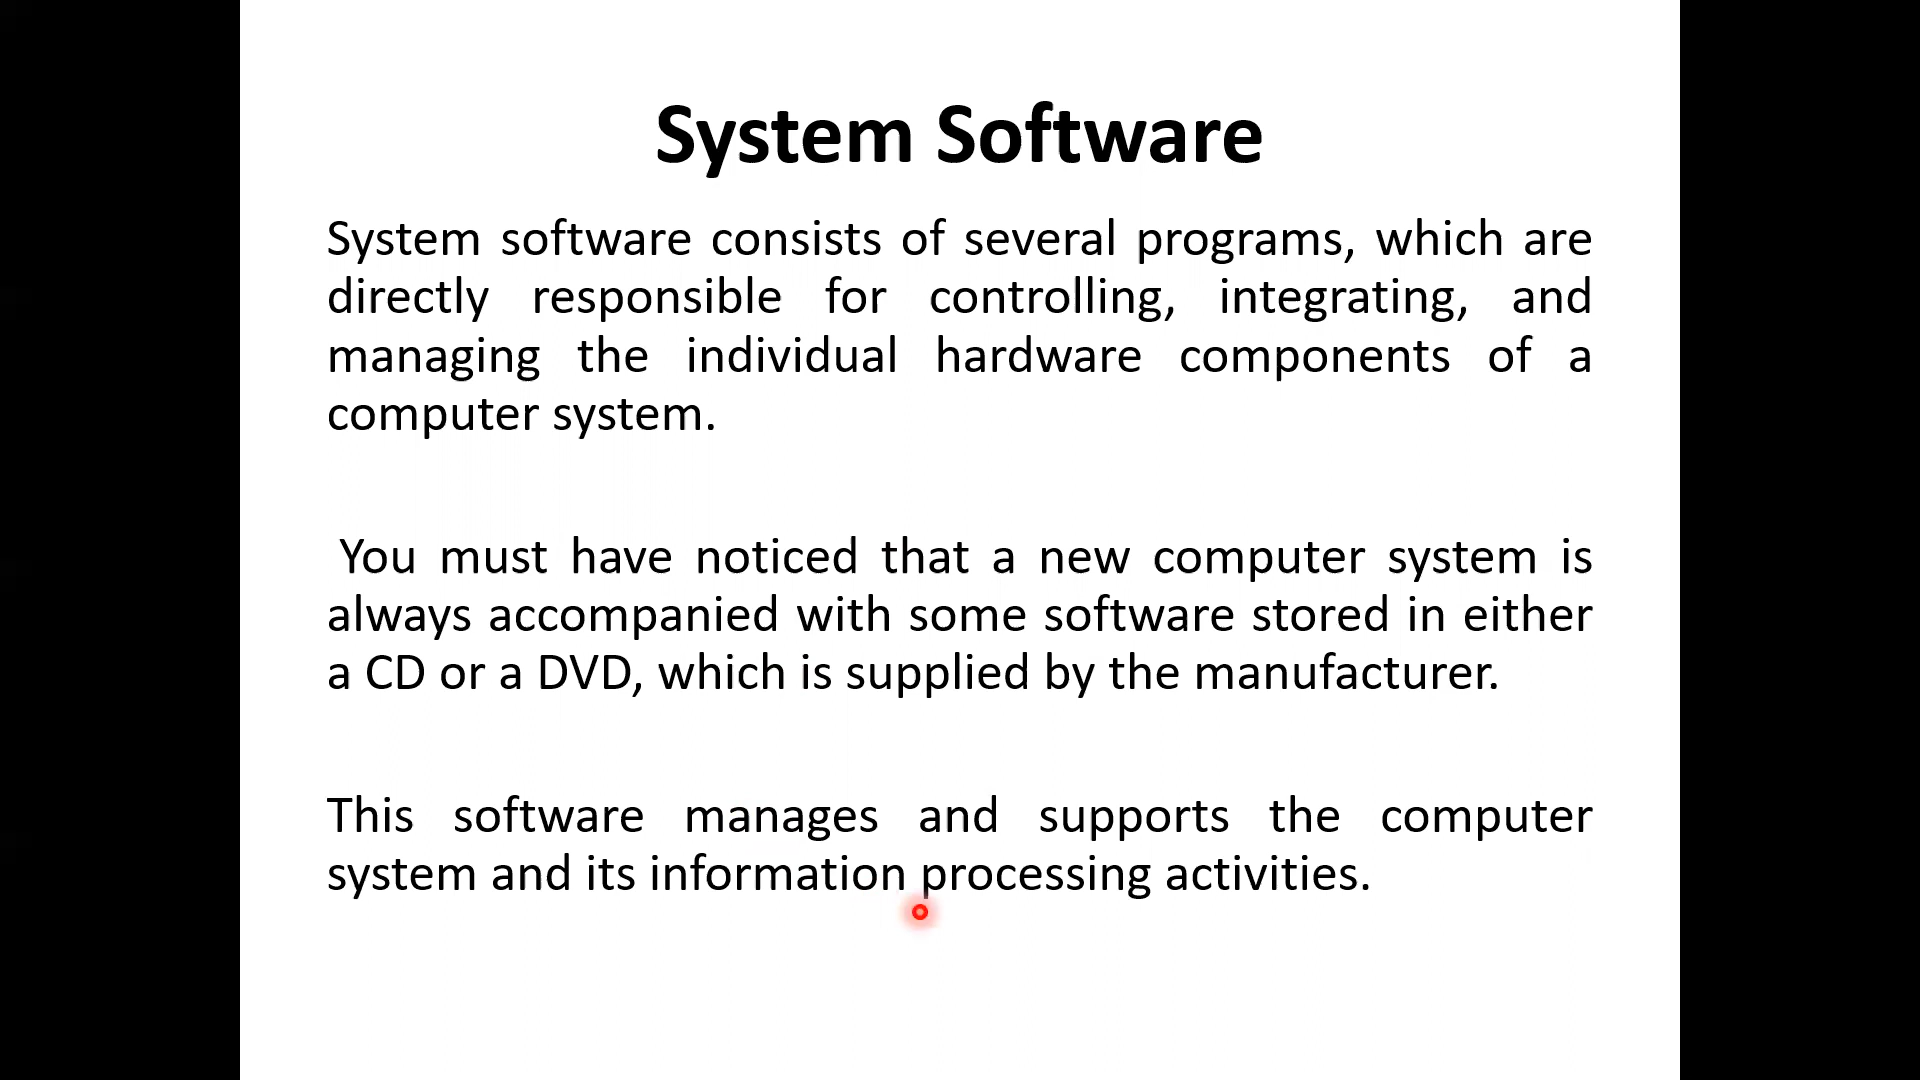 System Software
System software consists of several programs, which are
directly responsible for controlling, integrating, and
managing the individual hardware components of a
computer system.
You must have noticed that a new computer system is
always accompanied with some software stored in either
a CD or a DVD, which is supplied by the manufacturer.
This software manages and supports the computer
system and its information processing activities.